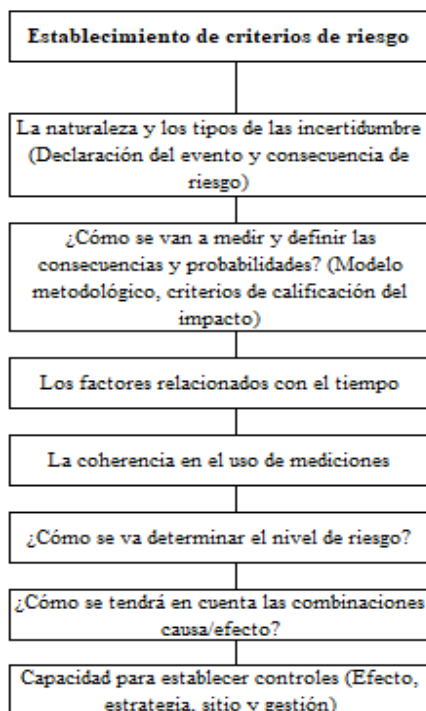 Establecimiento de criterios de riesgo
La naturaleza y los tipos de las incertidumbre
(Declaración del evento y consecuencia de
riesgo)
¿Cómo se van a medir y definir las
consecuencias y probabilidades? (Modelo
metodológico, criterios de calificación del
impacto)
Los factores relacionados con el tiempo
La coherencia en el uso de mediciones
¿Cómo se va determinar el nivel de riesgo?
¿Cómo se tendrá en cuenta las combinaciones
causa/efecto?
Capacidad para establecer controles (Efecto,
estrategia, sitio y gestión)